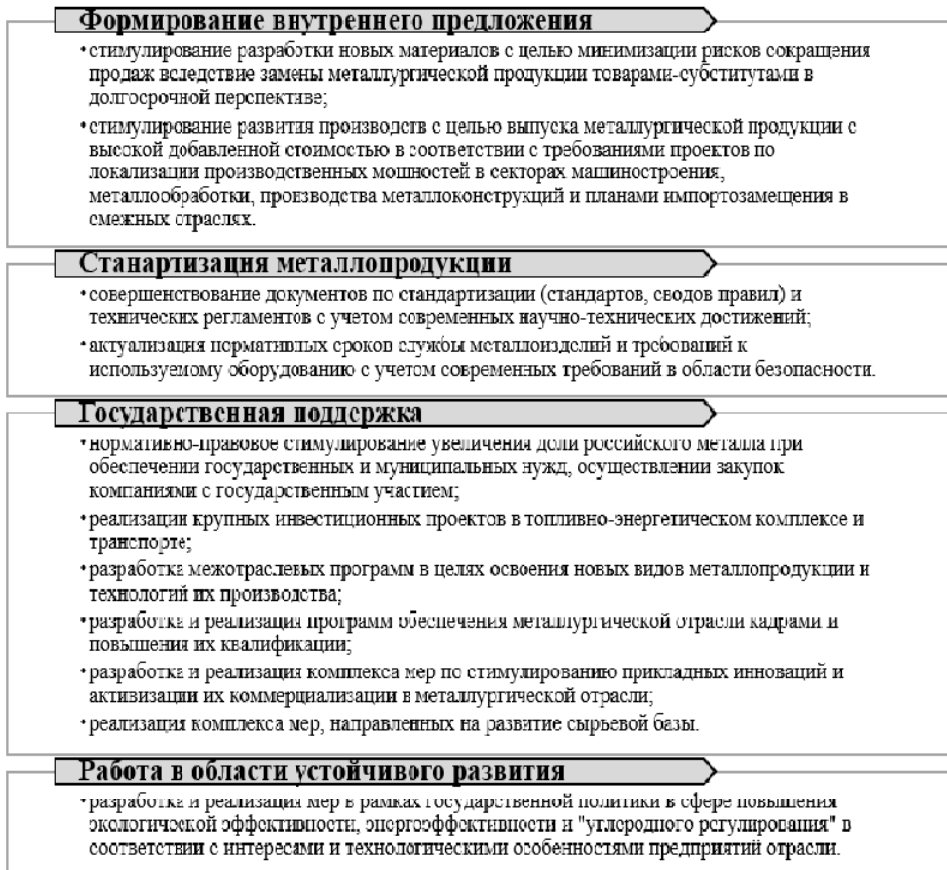 Формирование внутреннего предложения
•стимулирование разработки новых материалов с целью минимизации рисков сокращения
продаж вследствие замены металлургической продукции товарами-субститутами в
долгосрочной перспективе;
•стимулирование развития производств с целью выпуска металлургической продукции с
высокой добавленной стоимостью в соответствии с требованиями проектов по
локализации производственных мощностей в секторах машиностроения,
металлообработки, производства металлоконструкций и планами импортозамещения в
смежных отраслях.
Станартизация металлопродукции
•совершенствование документов по стандартизации (стандартов, сводов правил) и
технических регламентов с учетом современных научно-технических достижений;
•актуализация нормативных сроков службы металлоизделий и требований к
используемому оборудованию с учетом современных требований в области безопасности.
Государственная поддержка
•нормативно-правовое стимулирование увеличения доли российского металла при
обеспечении государственных и муниципальных нужд, осуществлении закупок
компаниями с государственным участием;
•реализации крупных инвестиционных проектов в топливно-энергетическом комплексе и
транспорте;
•разработка межотраслевых программ в целях освоения новых видов металлопродукции и
технологий их производства;
•разработка и реализация программ обеспечения металлургической отрасли кадрами и
повышения их квалификации;
•разработка и реализация комплекса мер по стимулированию прикладных инноваций и
активизации их коммерциализации в металлургической отрасли;
•реализация комплекса мер, направленных на развитие сырьевой базы.
Работа в области устойчивого развития
•разработка и реализация мер в рамках государственной политики в сфере повышения
экологической эффективности, энергоэффективности и "углеродного регулирования" в
соответствии с интересами и технологическими особенностями предприятий отрасли.